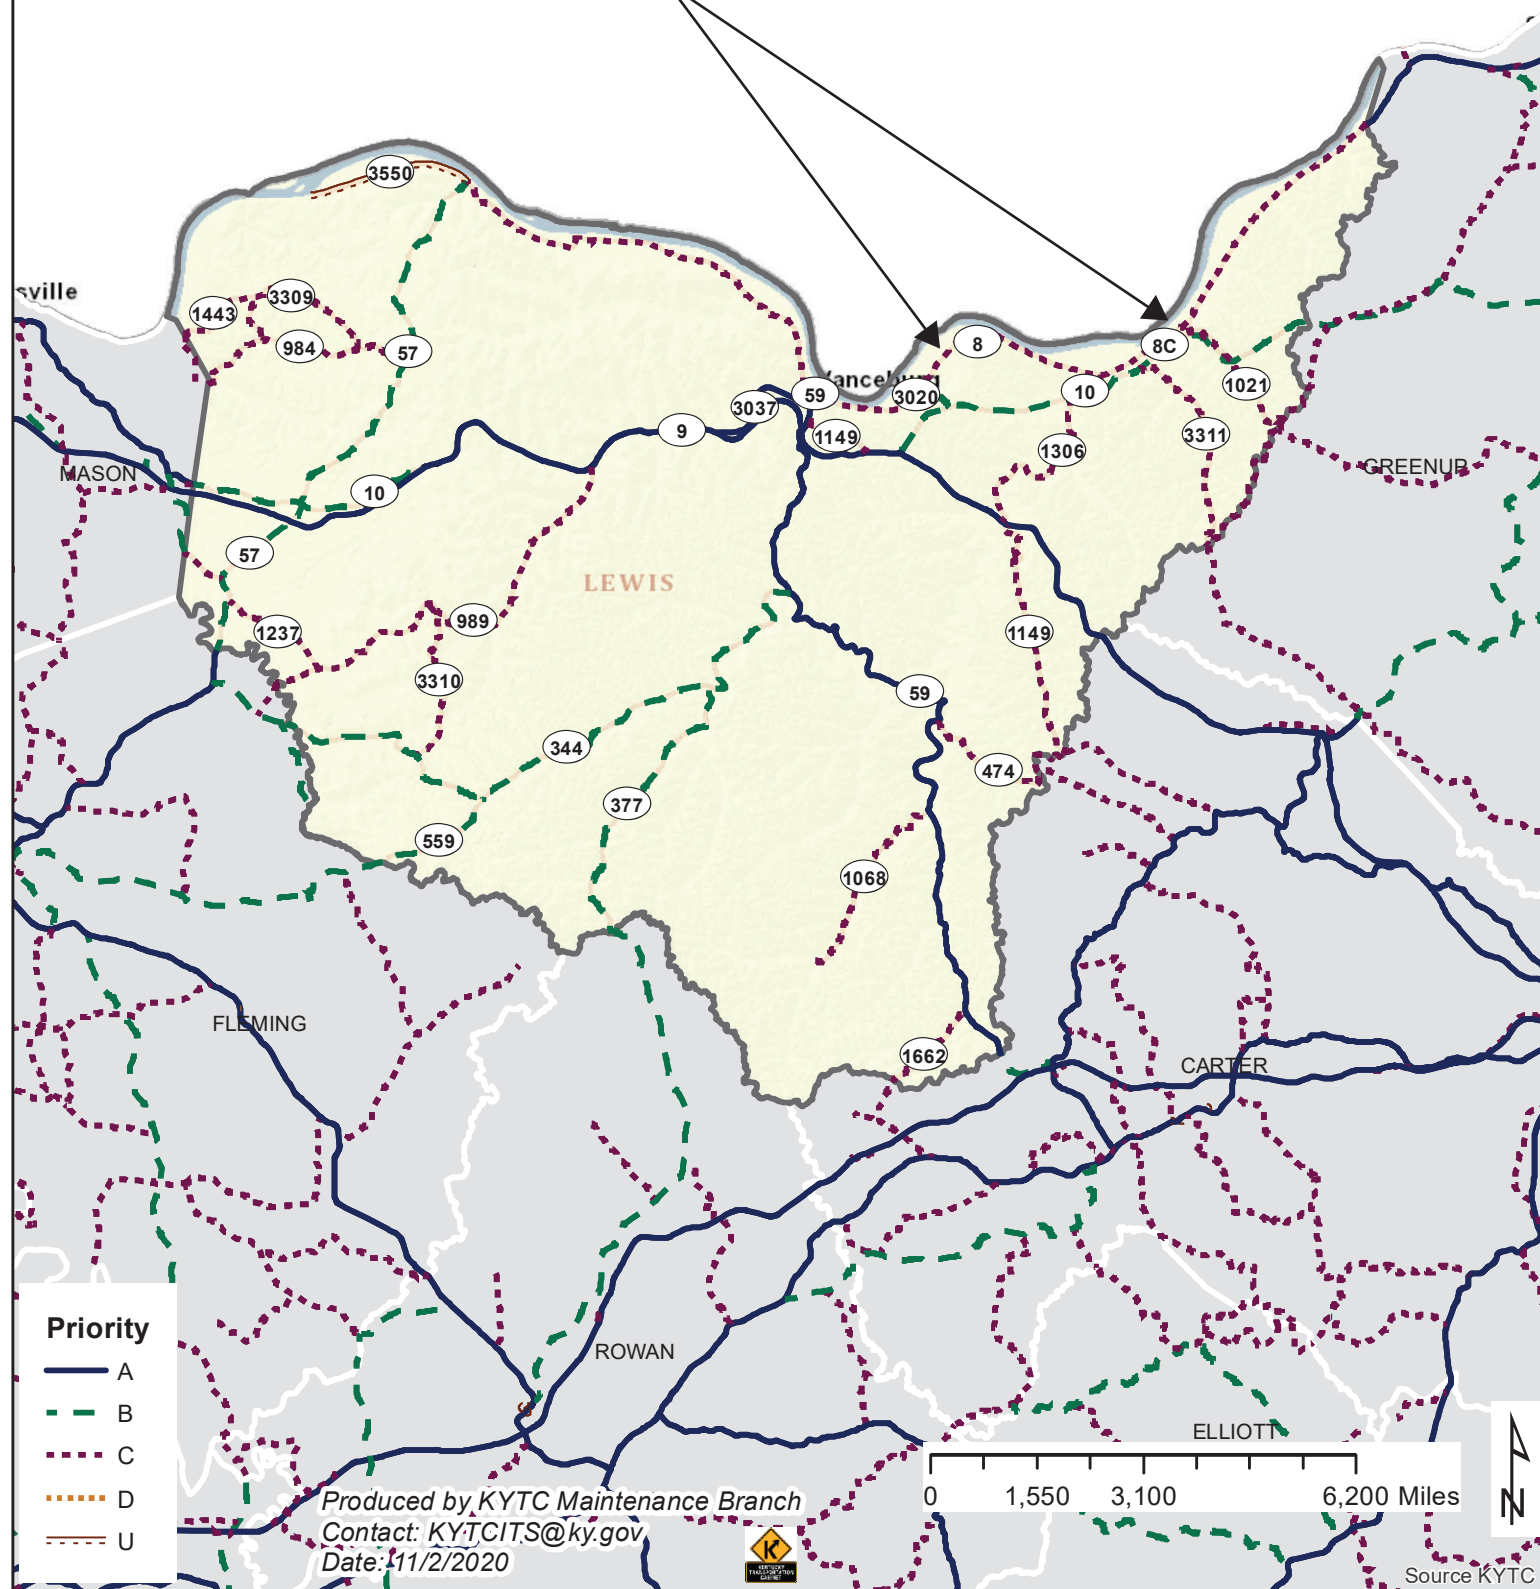 3550
sville
3309
1443
984
57
8
8C
Vanceburg
59
3020
10
1021
3037
9
1149
1306
3311
MASON
GREENUP
10
57
LEWIS
989
1237
1149
3310
59
344
474
377
559
1068
FLEMING
1662
CARTER
Priority
A
B
C
D
U
ROWAN
ELLIOTT
0 1,550 3,100 6,200 Miles
N
Produced by KYTC Maintenance Branch
Contact: KYTCITS@ky.gov
Date: 11/2/2020
K
KENTUCKY
TRANSPORTATION
CABINET
Source KYTC